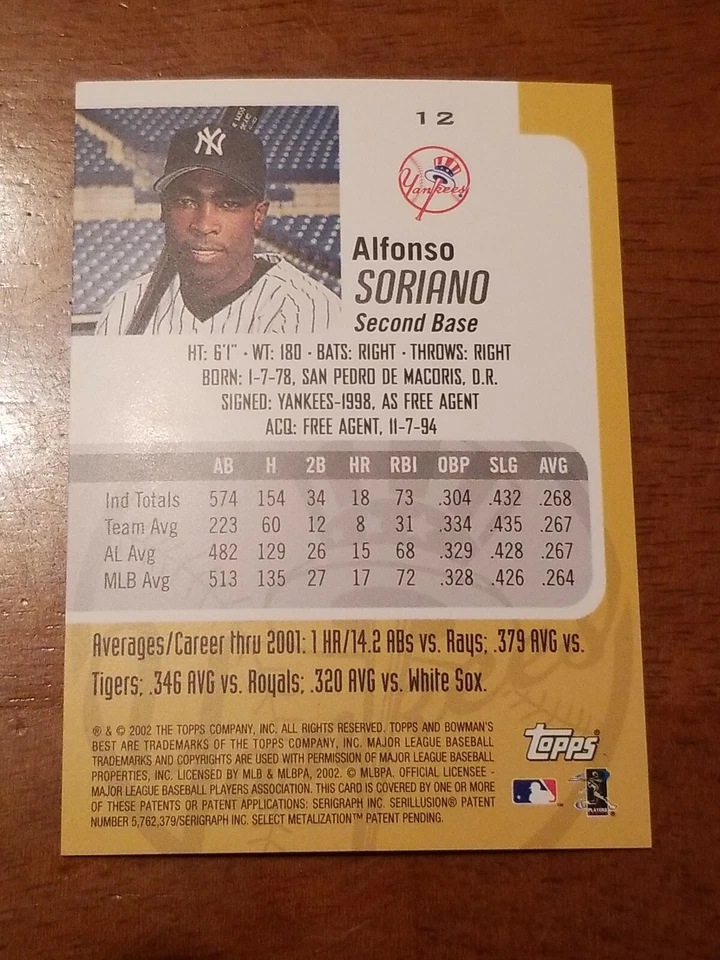 12
NY
Yankees
Alfonso
SORIANO
Second Base
HT: 6'1" · WT: 180 · BATS: RIGHT · THROWS: RIGHT
BORN: 1-7-78, SAN PEDRO DE MACORIS, D.R.
SIGNED: YANKEES-1998, AS FREE AGENT
ACQ: FREE AGENT, 11-7-94
AB H 2B HR RBI OBP SLG AVG
Ind Totals 574 154 34 18 73 .304 .432 .268
Team Avg 223 60 12 8 31 .334 .435 .267
AL Avg 482 129 26 15 68 .329 .428 .267
MLB Avg 513 135 27 17 72 .328 .426 .264
Averages/Career thru 2001: 1 HR/14.2 ABs vs. Rays; .379 AVG vs.
Tigers; .346 AVG vs. Royals; .320 AVG vs. White Sox.
® & © 2002 THE TOPPS COMPANY, INC. ALL RIGHTS RESERVED. TOPPS AND BOWMAN'S
BEST ARE TRADEMARKS OF THE TOPPS COMPANY, INC. MAJOR LEAGUE BASEBALL
TRADEMARKS AND COPYRIGHTS ARE USED WITH PERMISSION OF MAJOR LEAGUE BASEBALL
PROPERTIES, INC. LICENSED BY MLB & MLBPA, 2002. © MLBPA. OFFICIAL LICENSEE -
MAJOR LEAGUE BASEBALL PLAYERS ASSOCIATION. THIS CARD IS COVERED BY ONE OR MORE
OF THESE PATENTS OR PATENT APPLICATIONS: SERIGRAPH INC. SERILLUSION® PATENT
NUMBER 5,762,379/SERIGRAPH INC. SELECT METALIZATION™ PATENT PENDING.
topps®
PLAYERS